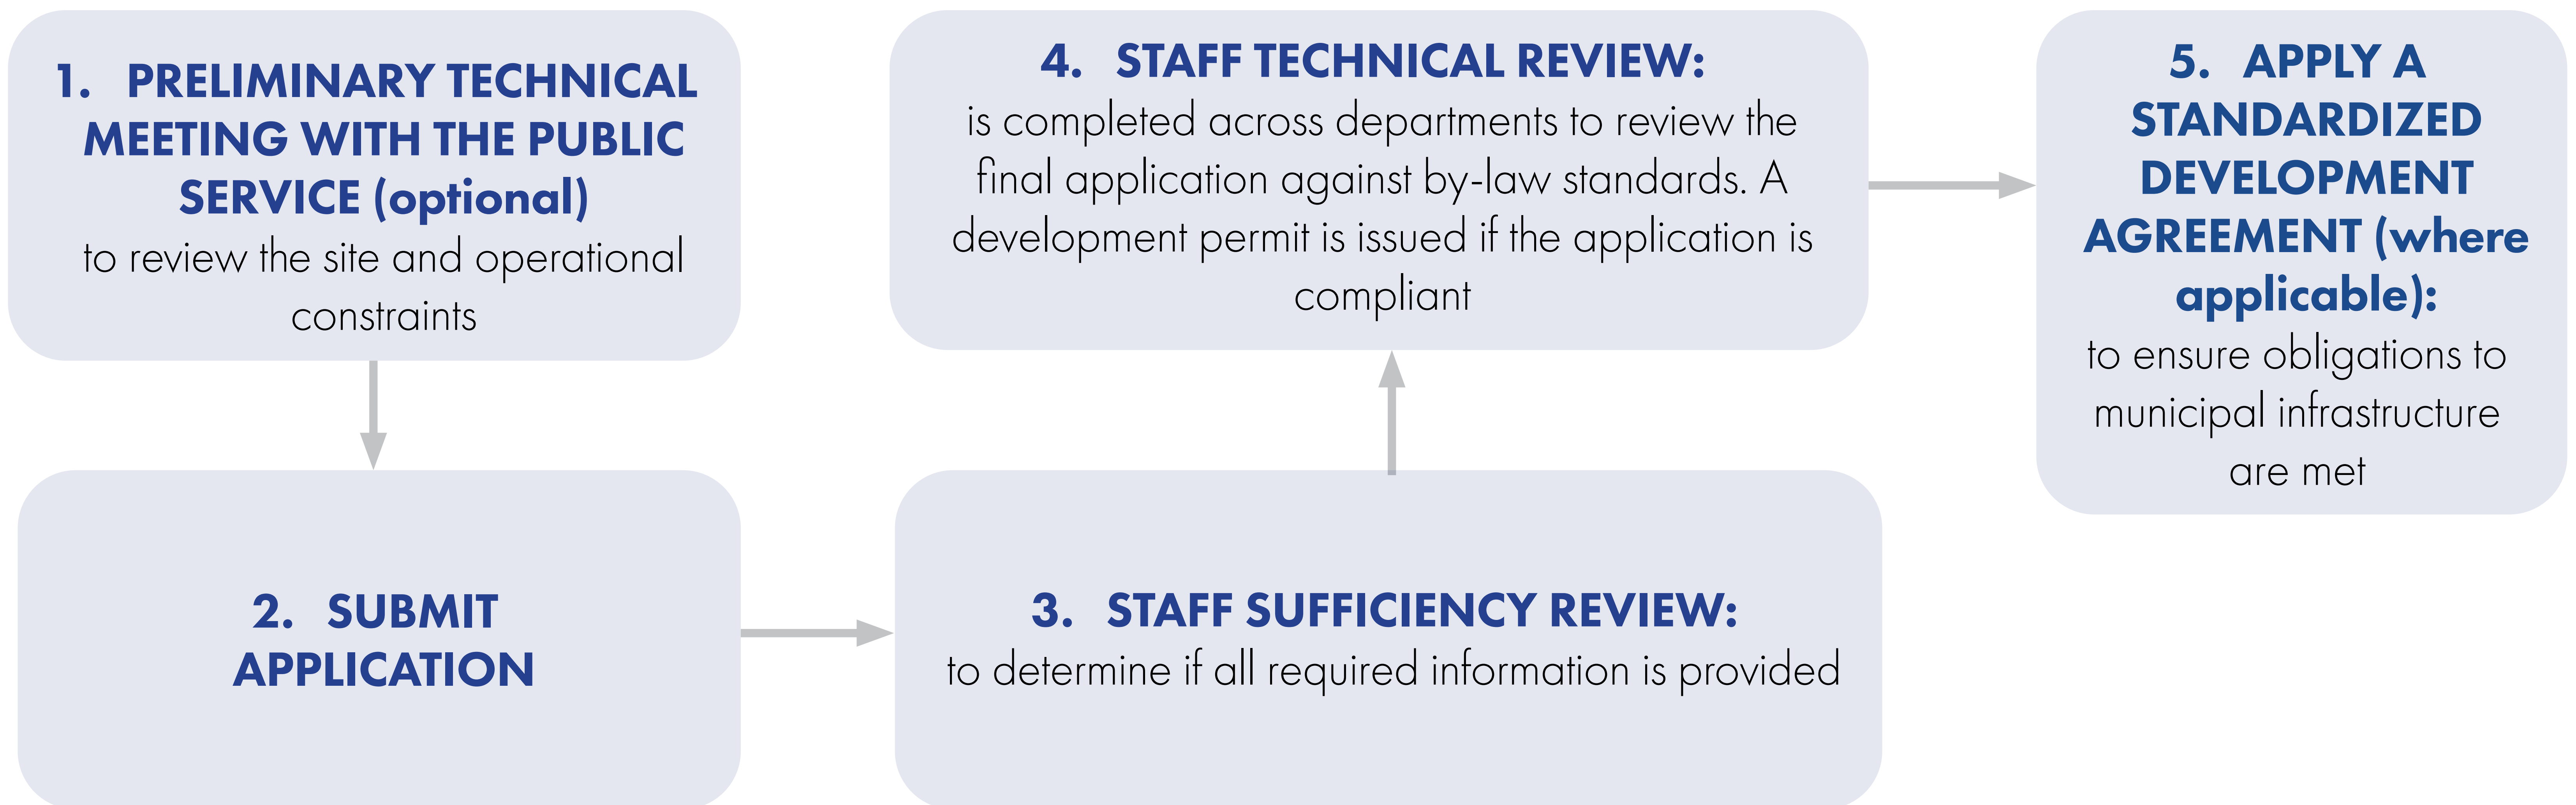 1. PRELIMINARY TECHNICAL
MEETING WITH THE PUBLIC
SERVICE (optional)
to review the site and operational
constraints
2. SUBMIT
APPLICATION
3. STAFF SUFFICIENCY REVIEW:
to determine if all required information is provided
4. STAFF TECHNICAL REVIEW:
is completed across departments to review the
final application against by-law standards. A
development permit is issued if the application is
compliant
5. APPLY A
STANDARDIZED
DEVELOPMENT
AGREEMENT (where
applicable):
to ensure obligations to
municipal infrastructure
are met